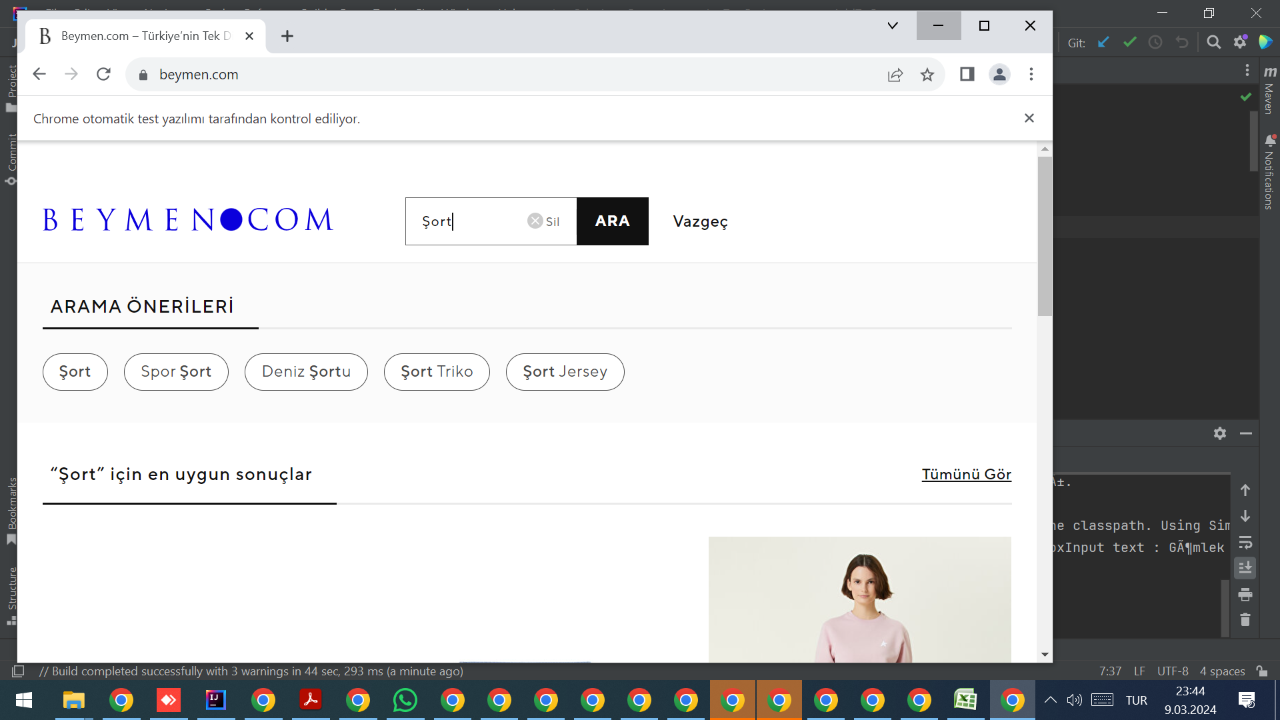 Beymen.com – Türkiye'nin Tek D
beymen.com
Chrome otomatik test yazılımı tarafından kontrol ediliyor.
BEYMEN COM
Şort
Sil
ARA
Vazgeç
ARAMA ÖNERİLERİ
Şort
Spor Şort
Deniz Şortu
Şort Triko
Şort Jersey
“Şort” için en uygun sonuçlar
Tümünü Gör
Git:
Project
Commit
Bookmarks
Structure
Maven
Notifications
ne classpath. Using Sim
oxInput text : GÃ¶mlek
// Build completed successfully with 3 warnings in 44 sec, 293 ms (a minute ago)
7:37 LF UTF-8 4 spaces
TUR
23:44
9.03.2024